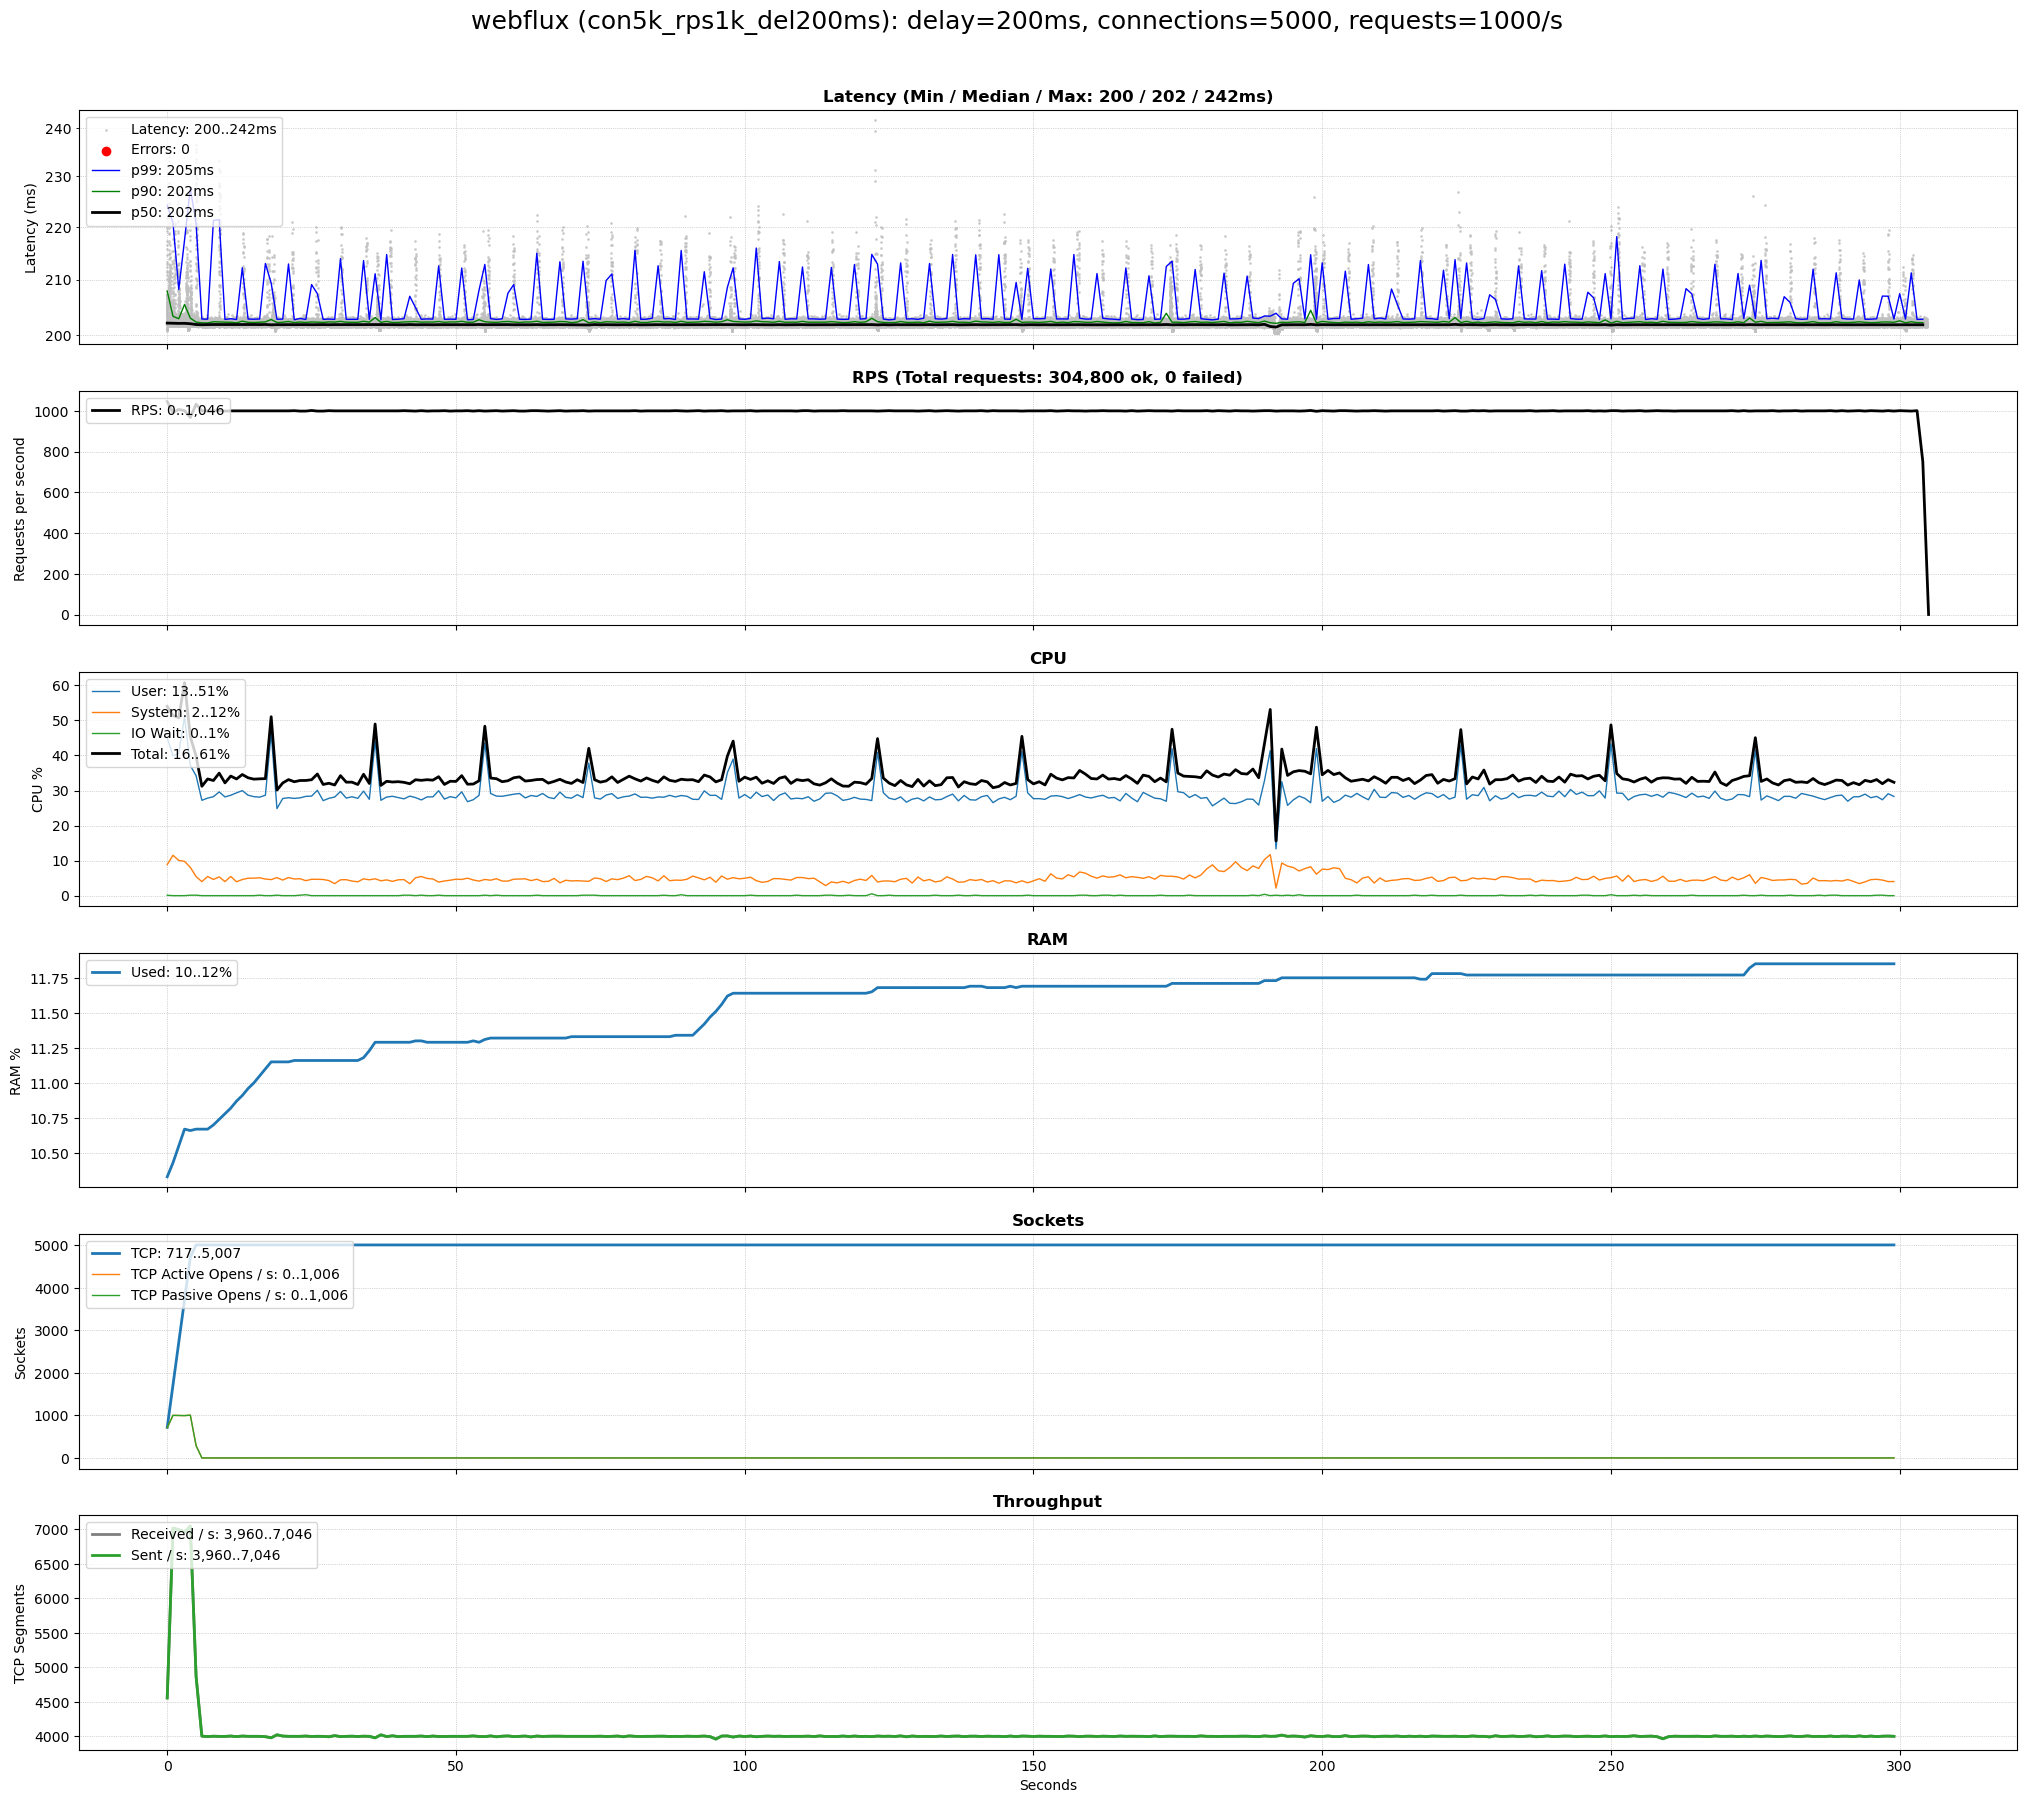 webflux (con5k_rps1k_del200ms): delay=200ms, connections=5000, requests=1000/s
Latency (Min / Median / Max: 200 / 202 / 242ms)
Latency (ms)
240
230
220
210
200
Latency: 200..242ms
Errors: 0
p99: 205ms
p90: 202ms
p50: 202ms
RPS (Total requests: 304,800 ok, 0 failed)
Requests per second
1000
800
600
400
200
0
RPS: 0..1,046
CPU
CPU %
60
50
40
30
20
10
0
User: 13..51%
System: 2..12%
IO Wait: 0..1%
Total: 16..61%
RAM
RAM %
11.75
11.50
11.25
11.00
10.75
10.50
Used: 10..12%
Sockets
Sockets
5000
4000
3000
2000
1000
0
TCP: 717..5,007
TCP Active Opens / s: 0..1,006
TCP Passive Opens / s: 0..1,006
Throughput
TCP Segments
7000
6500
6000
5500
5000
4500
4000
Received / s: 3,960..7,046
Sent / s: 3,960..7,046
0 50 100 150 200 250 300
Seconds